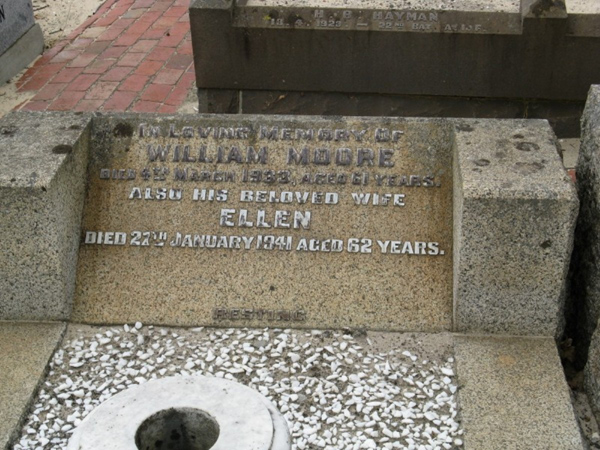 IN LOVING MEMORY OF
WILLIAM MOORE
DIED 4TH MARCH 1933, AGED 61 YEARS.
ALSO HIS BELOVED WIFE
ELLEN
DIED 27TH JANUARY 1941 AGED 62 YEARS.
RESTING
HAYMAN